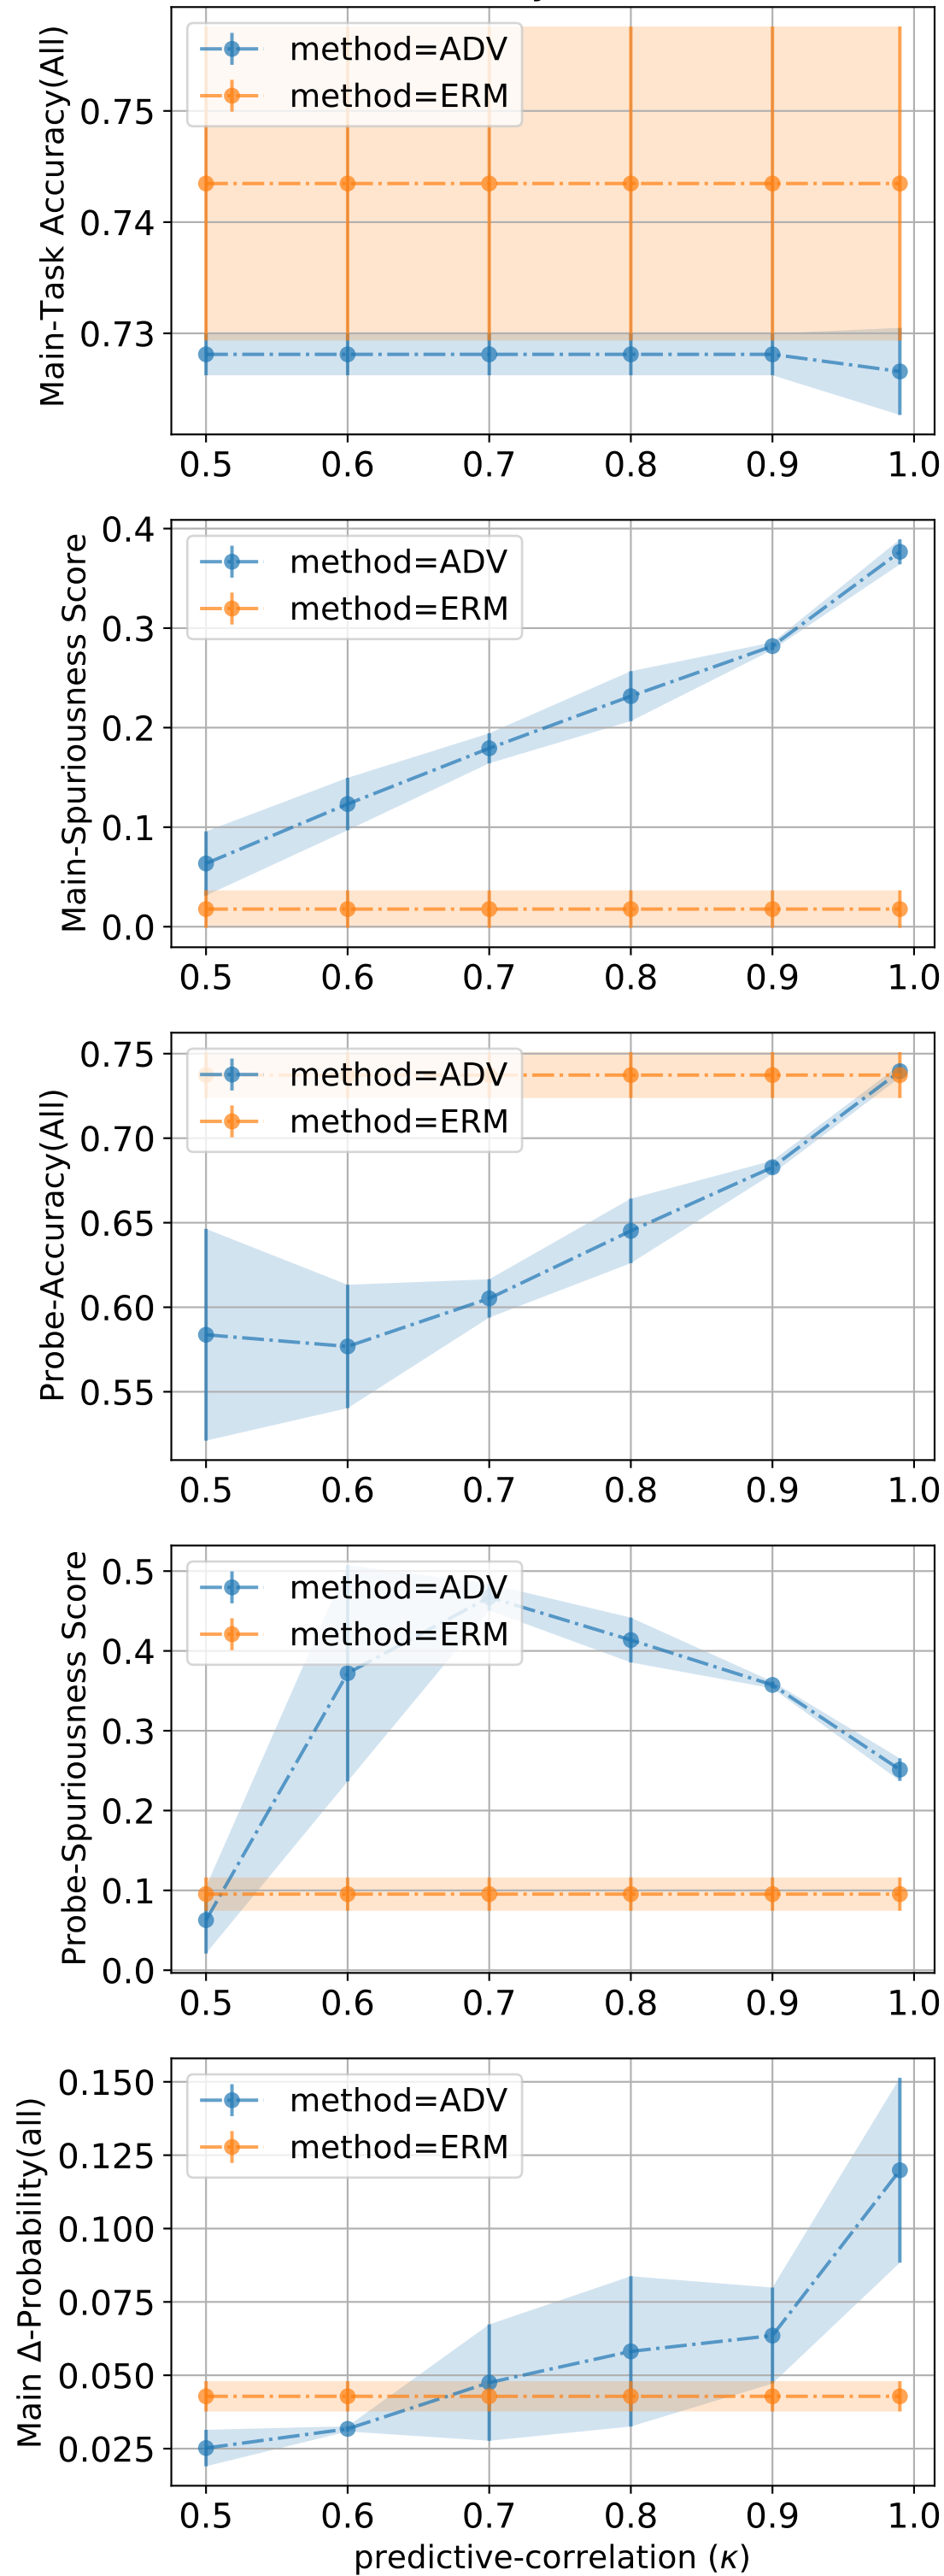 Main-Task Accuracy(All)
method=ADV
method=ERM
0.75
0.74
0.73
0.5 0.6 0.7 0.8 0.9 1.0
Main-Spuriousness Score
method=ADV
method=ERM
0.4
0.3
0.2
0.1
0.0
0.5 0.6 0.7 0.8 0.9 1.0
Probe-Accuracy(All)
method=ADV
method=ERM
0.75
0.70
0.65
0.60
0.55
0.5 0.6 0.7 0.8 0.9 1.0
Probe-Spuriousness Score
method=ADV
method=ERM
0.5
0.4
0.3
0.2
0.1
0.0
0.5 0.6 0.7 0.8 0.9 1.0
Main Δ-Probability(all)
method=ADV
method=ERM
0.150
0.125
0.100
0.075
0.050
0.025
0.5 0.6 0.7 0.8 0.9 1.0
predictive-correlation (κ)